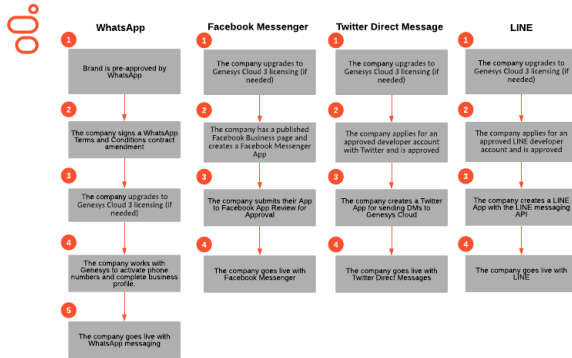 WhatsApp
1
Brand is pre-approved by
WhatsApp
2
The company signs a WhatsApp
Terms and Conditions contract
amendment
3
The company upgrades to
Genesys Cloud 3 licensing (if
needed)
4
The company works with
Genesys to activate phone
numbers and complete business
profile.
5
The company goes live with
WhatsApp messaging
Facebook Messenger
1
The company upgrades to
Genesys Cloud 3 licensing (if
needed)
2
The company has a published
Facebook Business page and
creates a Facebook Messenger
App
3
The company submits their App
to Facebook App Review for
Approval
4
The company goes live with
Facebook Messenger
Twitter Direct Message
1
The company upgrades to
Genesys Cloud 3 licensing (if
needed)
2
The company applies for an
approved developer account
with Twitter and is approved
3
The company creates a Twitter
App for sending DMs to
Genesys Cloud
4
The company goes live with
Twitter Direct Messages
LINE
1
The company upgrades to
Genesys Cloud 3 licensing (if
needed)
2
The company applies for an
approved LINE developer
account and is approved
3
The company creates a LINE
App with the LINE messaging
API
4
The company goes live with
LINE